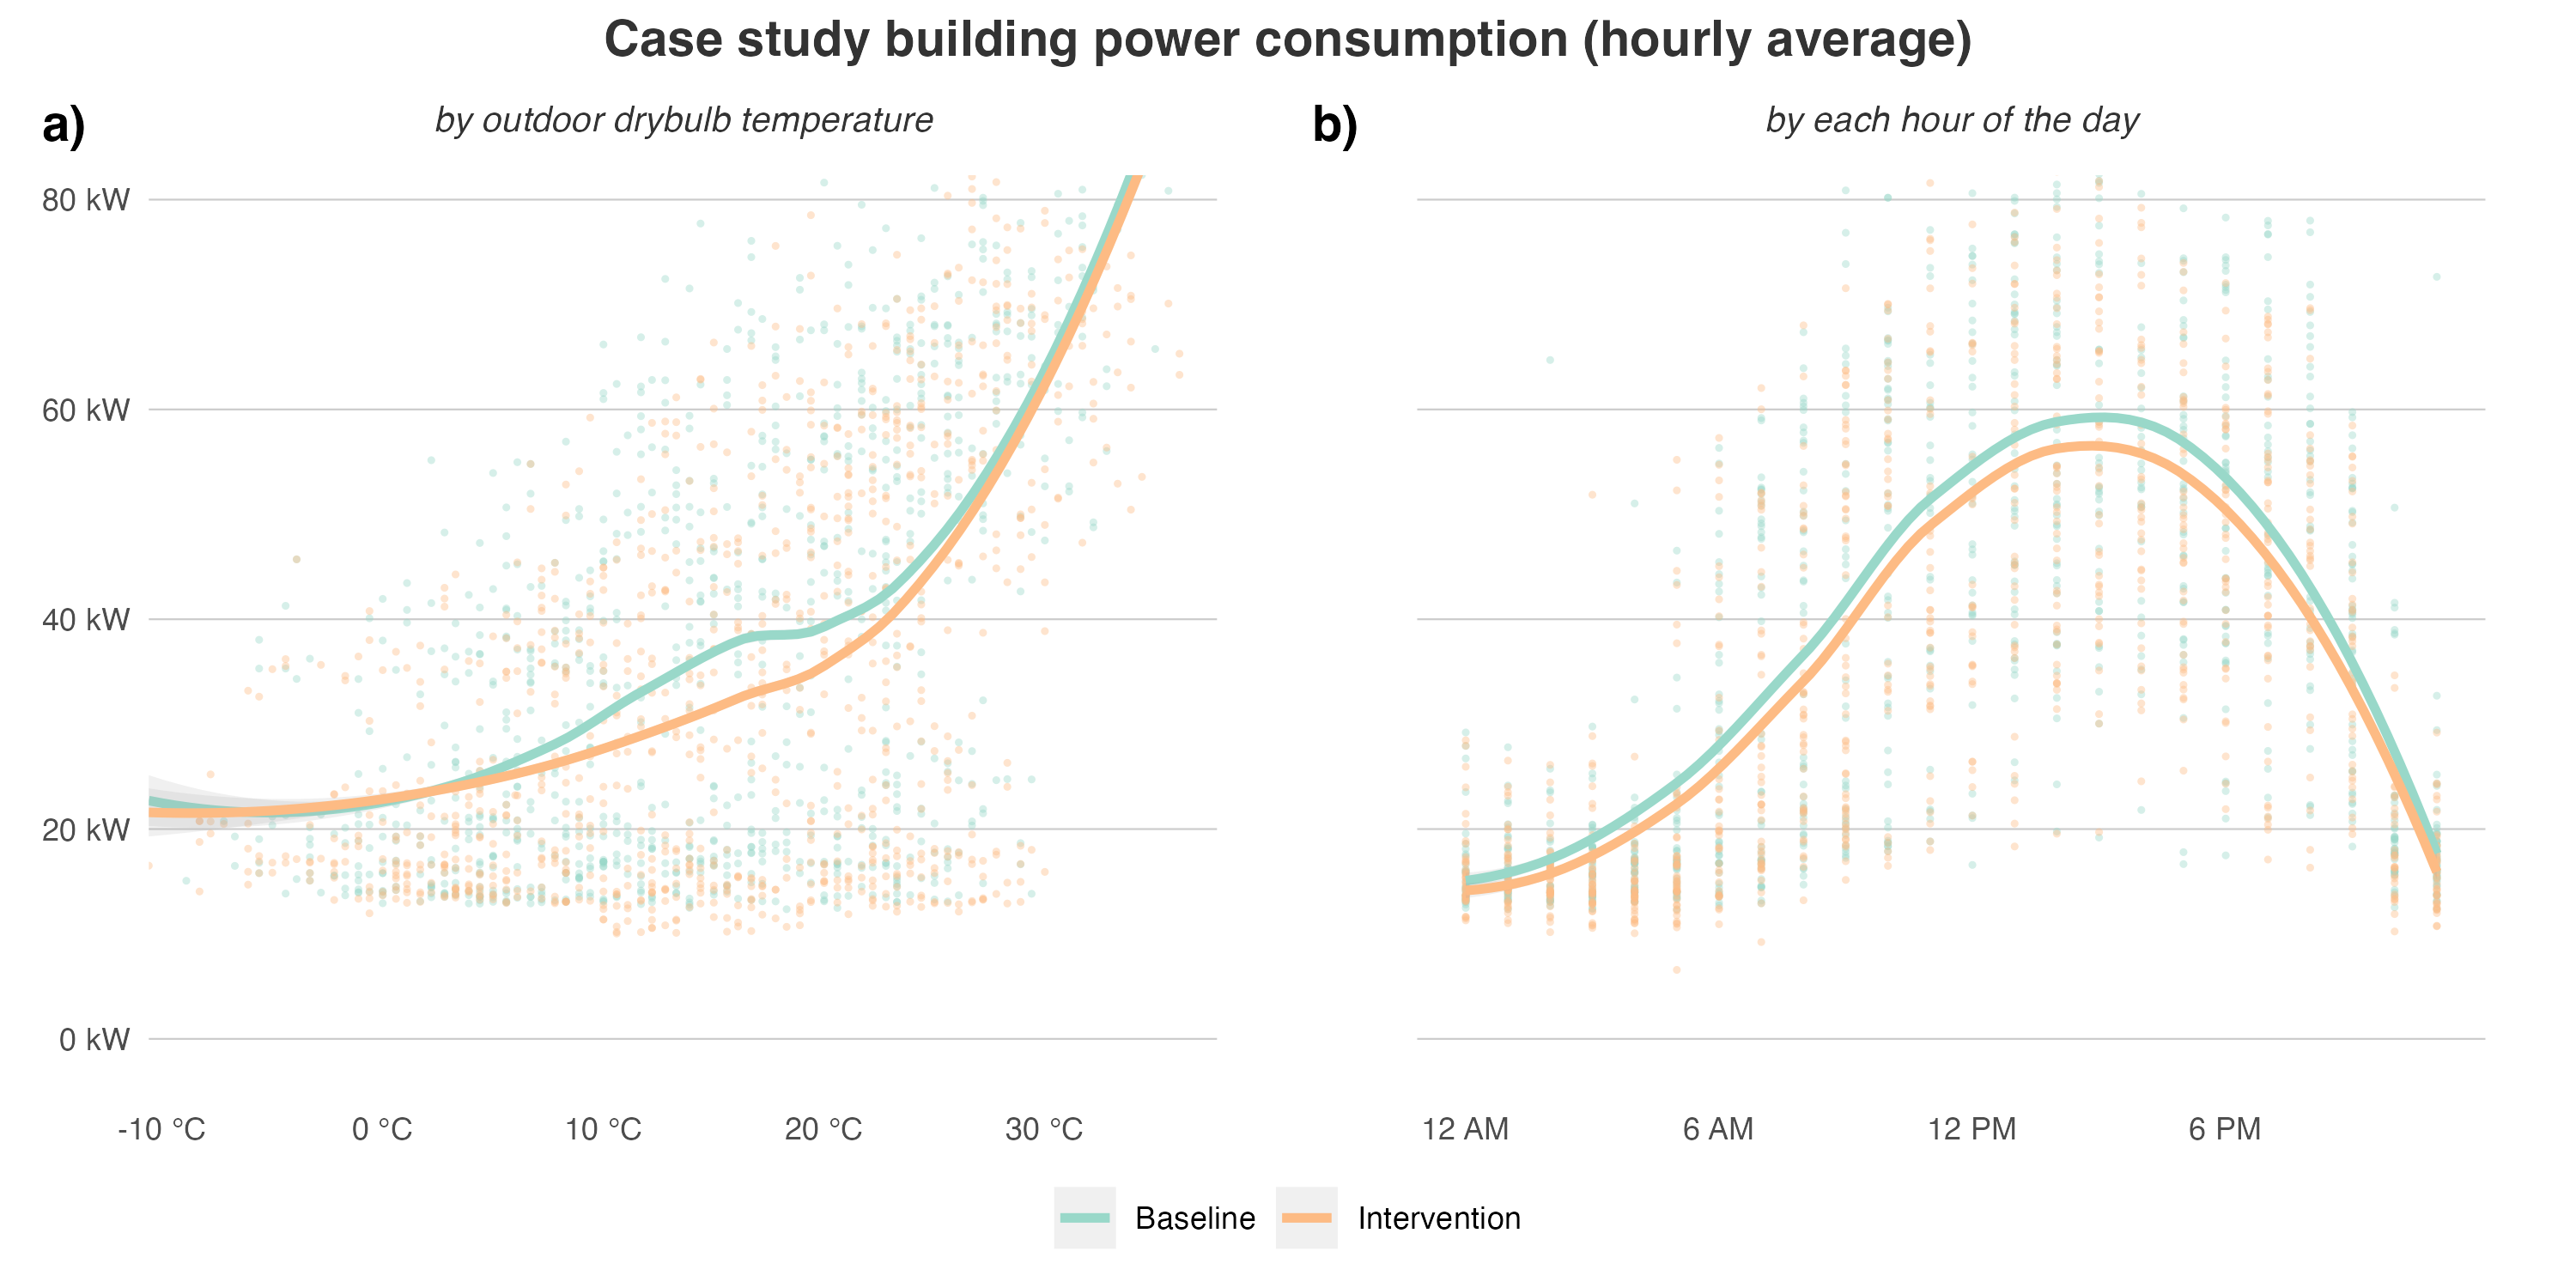 Case study building power consumption (hourly average)
a)
by outdoor drybulb temperature
b)
by each hour of the day
80 kW
60 kW
40 kW
20 kW
0 kW
-10 °C 0 °C 10 °C 20 °C 30 °C
12 AM 6 AM 12 PM 6 PM
Baseline Intervention